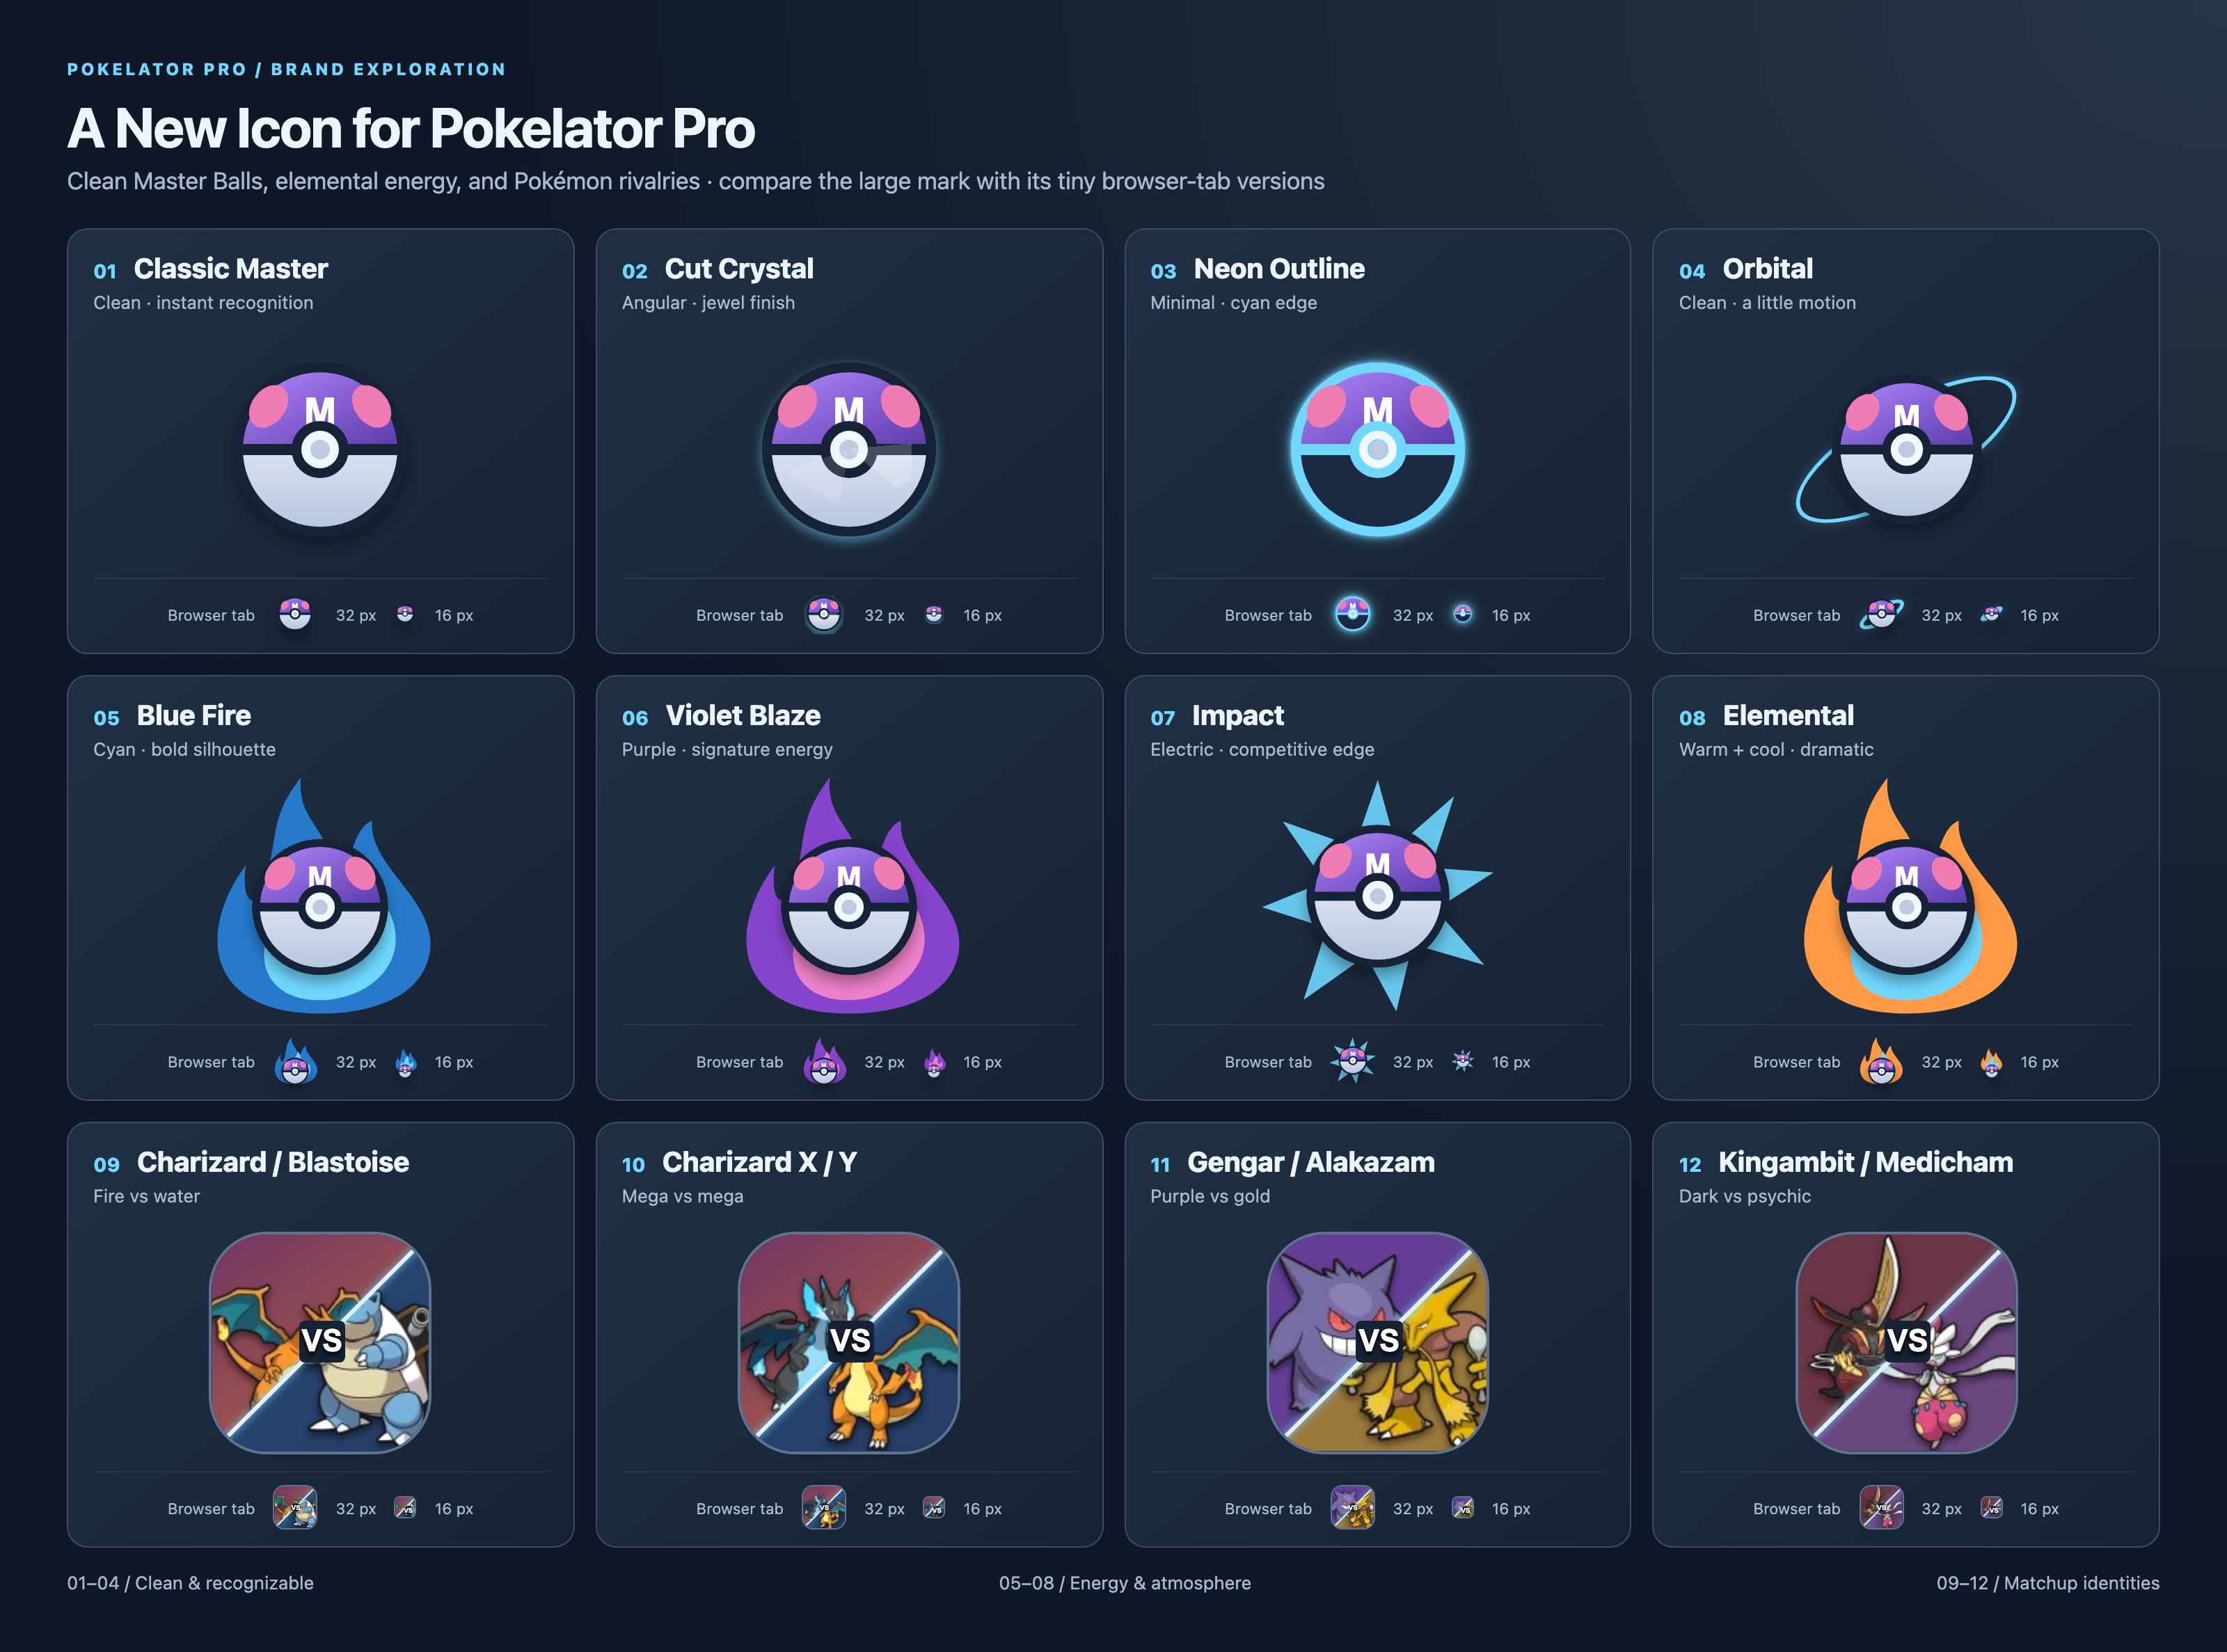 POKELATOR PRO / BRAND EXPLORATION
A New Icon for Pokelator Pro
Clean Master Balls, elemental energy, and Pokémon rivalries · compare the large mark with its tiny browser-tab versions
01 Classic Master
Clean · instant recognition
M
Browser tab 32 px 16 px
02 Cut Crystal
Angular · jewel finish
M
Browser tab 32 px 16 px
03 Neon Outline
Minimal · cyan edge
M
Browser tab 32 px 16 px
04 Orbital
Clean · a little motion
M
Browser tab 32 px 16 px
05 Blue Fire
Cyan · bold silhouette
M
Browser tab 32 px 16 px
06 Violet Blaze
Purple · signature energy
M
Browser tab 32 px 16 px
07 Impact
Electric · competitive edge
M
Browser tab 32 px 16 px
08 Elemental
Warm + cool · dramatic
M
Browser tab 32 px 16 px
09 Charizard / Blastoise
Fire vs water
VS
Browser tab 32 px 16 px
10 Charizard X / Y
Mega vs mega
VS
Browser tab 32 px 16 px
11 Gengar / Alakazam
Purple vs gold
VS
Browser tab 32 px 16 px
12 Kingambit / Medicham
Dark vs psychic
VS
Browser tab 32 px 16 px
01–04 / Clean & recognizable
05–08 / Energy & atmosphere
09–12 / Matchup identities